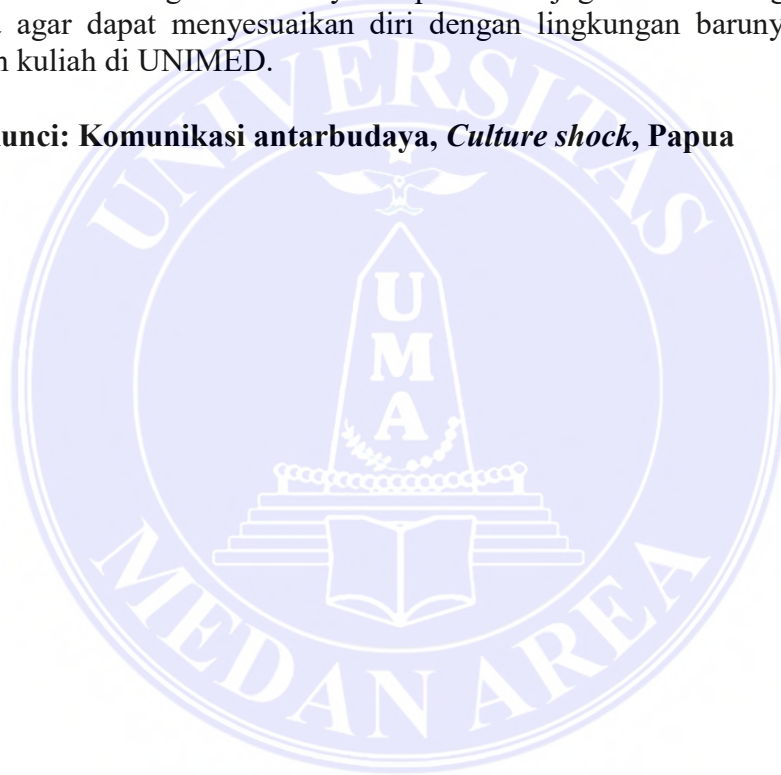 agar dapat menyesuaikan diri dengan lingkungan baruny
kuliah di UNIMED.
unci: Komunikasi antarbudaya, Culture shock, Papua
UNIVERSITAS
U
M
A
MEDAN AREA